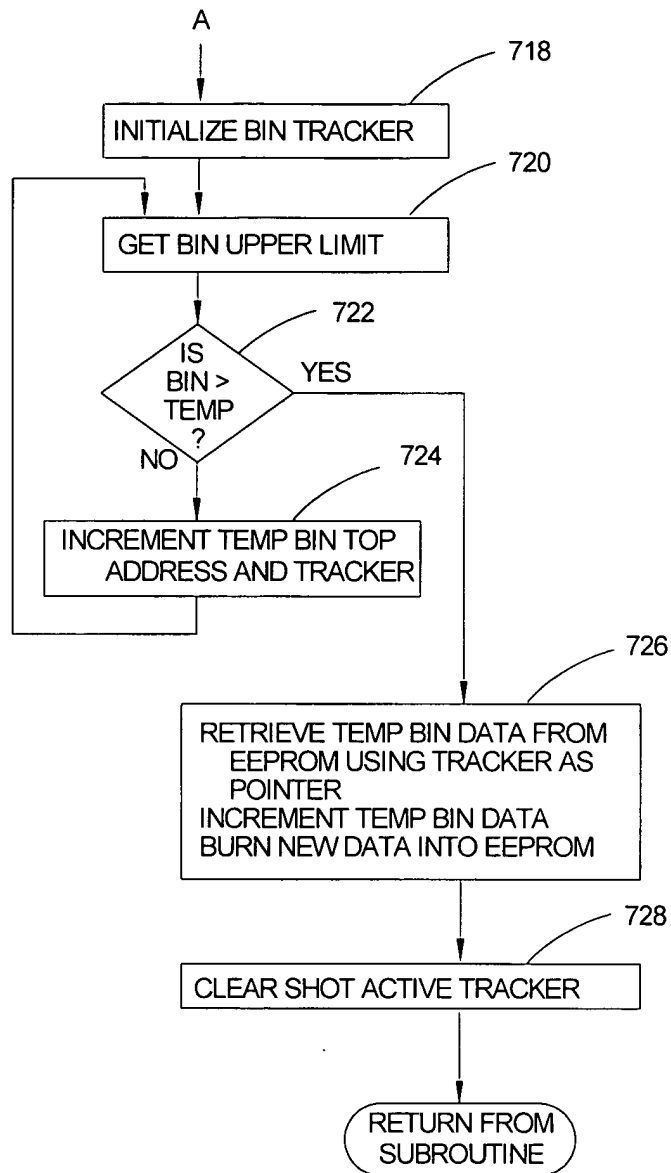 A
718
INITIALIZE BIN TRACKER
720
GET BIN UPPER LIMIT
722
IS
BIN >
TEMP
?
YES
NO
724
INCREMENT TEMP BIN TOP
ADDRESS AND TRACKER
726
RETRIEVE TEMP BIN DATA FROM
EEPROM USING TRACKER AS
POINTER
INCREMENT TEMP BIN DATA
BURN NEW DATA INTO EEPROM
728
CLEAR SHOT ACTIVE TRACKER
RETURN FROM
SUBROUTINE